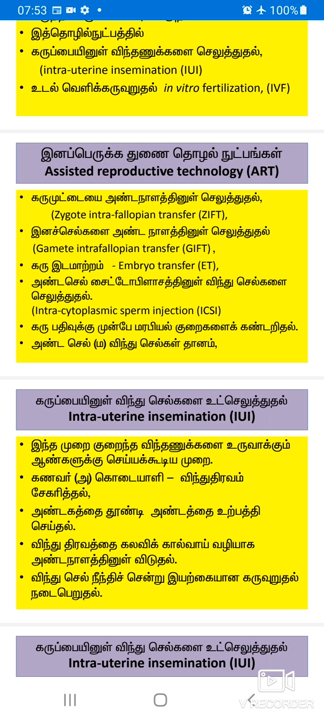 07:53 100%
• இத்தொழில்நுட்பத்தில்
• கருப்பையினுள் விந்தணுக்களை செலுத்துதல்,
(intra-uterine insemination (IUI)
• உடல் வெளிக்கருவுறுதல் in vitro fertilization, (IVF)
இனப்பெருக்க துணை தொழல் நுட்பங்கள்
Assisted reproductive technology (ART)
• கருமுட்டையை அண்டநாளத்தினுள் செலுத்துதல்,
(Zygote intra-fallopian transfer (ZIFT),
• இனச்செல்களை அண்ட நாளத்தினுள் செலுத்துதல்
(Gamete intrafallopian transfer (GIFT) ,
• கரு இடமாற்றம் - Embryo transfer (ET),
• அண்டசெல் சைட்டோபிளாசத்தினுள் விந்து செல்களை
செலுத்துதல்.
(Intra-cytoplasmic sperm injection (ICSI)
• கரு பதிவுக்கு முன்பே மரபியல் குறைகளைக் கண்டறிதல்.
• அண்ட செல் (ம) விந்து செல்கள் தானம்,
கருப்பையினுள் விந்து செல்களை உட்செலுத்துதல்
Intra-uterine insemination (IUI)
• இந்த முறை குறைந்த விந்தணுக்களை உருவாக்கும்
ஆண்களுக்கு செய்யக்கூடிய முறை.
• கணவர் (அ) கொடையாளி – விந்துதிரவம்
சேகரித்தல்,
• அண்டகத்தை தூண்டி அண்டத்தை உற்பத்தி
செய்தல்.
• விந்து திரவத்தை கலவிக் கால்வாய் வழியாக
அண்டநாளத்தினுள் விடுதல்.
• விந்து செல் நீந்திச் சென்று இயற்கையான கருவுறுதல்
நடைபெறுதல்.
கருப்பையினுள் விந்து செல்களை உட்செலுத்துதல்
Intra-uterine insemination (IUI)
V RECORDER